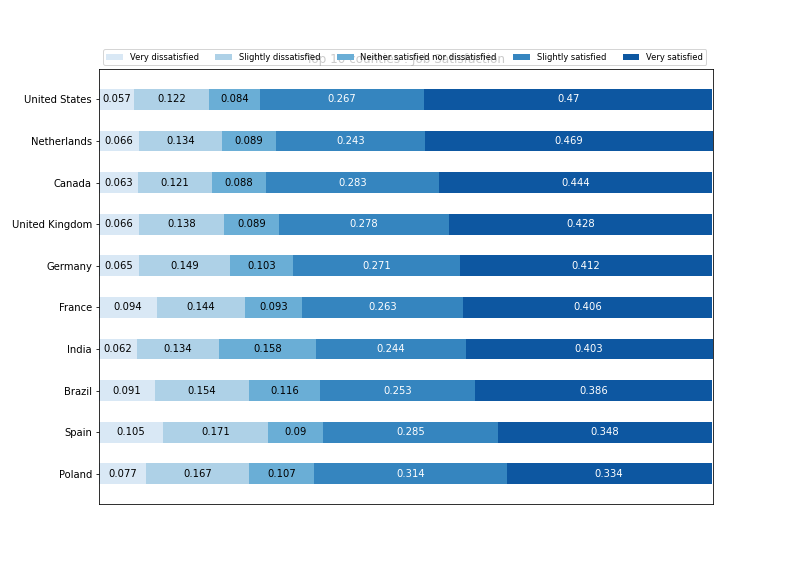 Very dissatisfied Slightly dissatisfied Neither satisfied nor dissatisfied Slightly satisfied Very satisfied
Top 10
United States 0.057 0.122 0.084 0.267 0.47
Netherlands 0.066 0.134 0.089 0.243 0.469
Canada 0.063 0.121 0.088 0.283 0.444
United Kingdom 0.066 0.138 0.089 0.278 0.428
Germany 0.065 0.149 0.103 0.271 0.412
France 0.094 0.144 0.093 0.263 0.406
India 0.062 0.134 0.158 0.244 0.403
Brazil 0.091 0.154 0.116 0.253 0.386
Spain 0.105 0.171 0.09 0.285 0.348
Poland 0.077 0.167 0.107 0.314 0.334